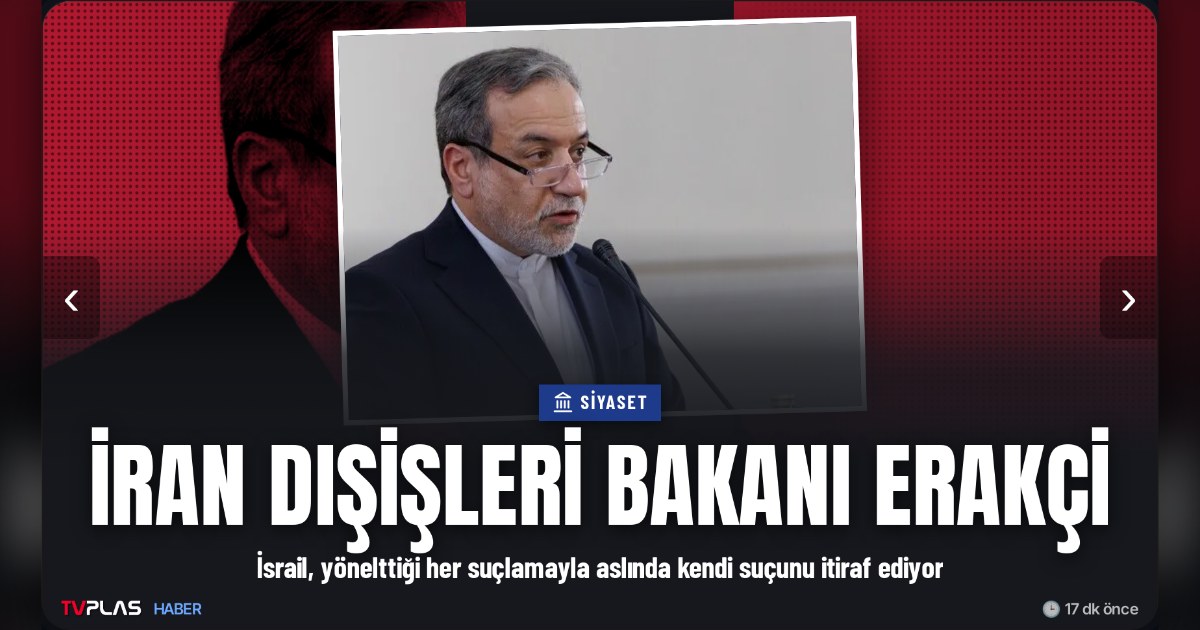 SİYASET
İRAN DIŞİŞLERİ BAKANI ERAKÇİ
İsrail, yönelttiği her suçlamayla aslında kendi suçunu itiraf ediyor
TVPLAS HABER
17 dk önce